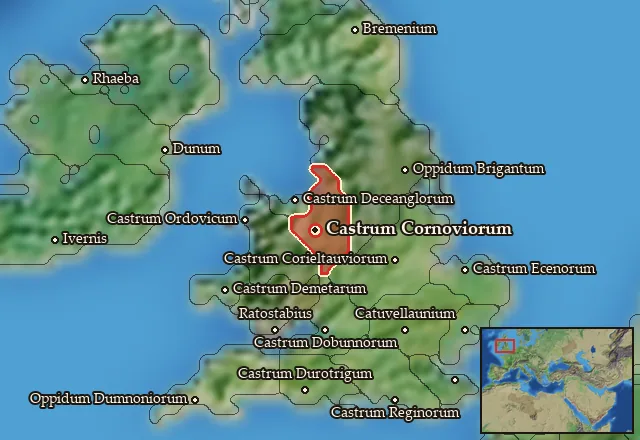 Bremenium
Rhaeba
Dunum
Oppidum Brigantum
Castrum Deceanglorum
Castrum Ordovicum
Castrum Cornoviorum
Ivernis
Castrum Corieltauviorum
Castrum Ecenorum
Castrum Demetarum
Ratostabius
Catuvellaunium
Castrum Dobunnorum
Castrum Durotrigum
Oppidum Dumnoniorum
Castrum Reginorum